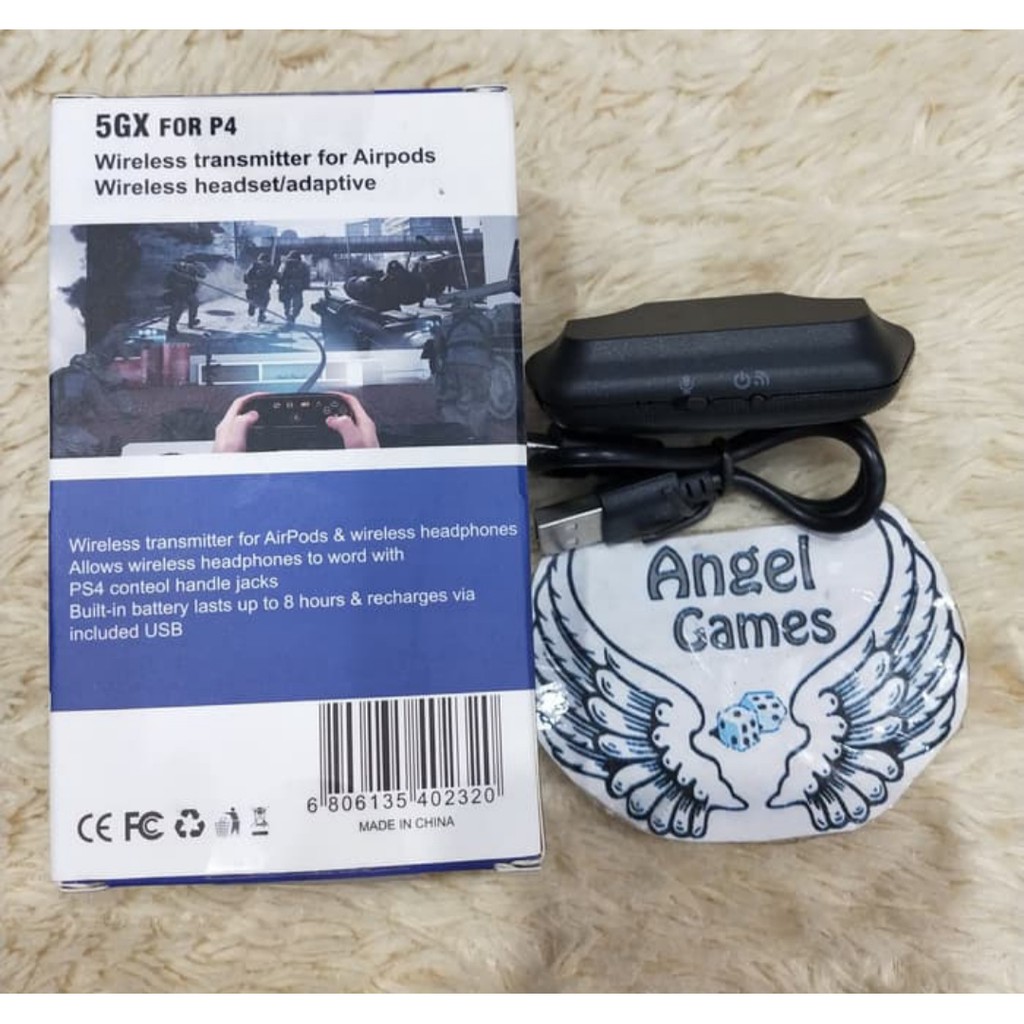 5GX FOR P4
Wireless transmitter for Airpods
Wireless headset/adaptive
Wireless transmitter for AirPods & wireless headphones
Allows wireless headphones to word with
PS4 conteol handle jacks
Built-in battery lasts up to 8 hours & recharges via
included USB
6 806135 402320
MADE IN CHINA
CE FC
Angel
Games